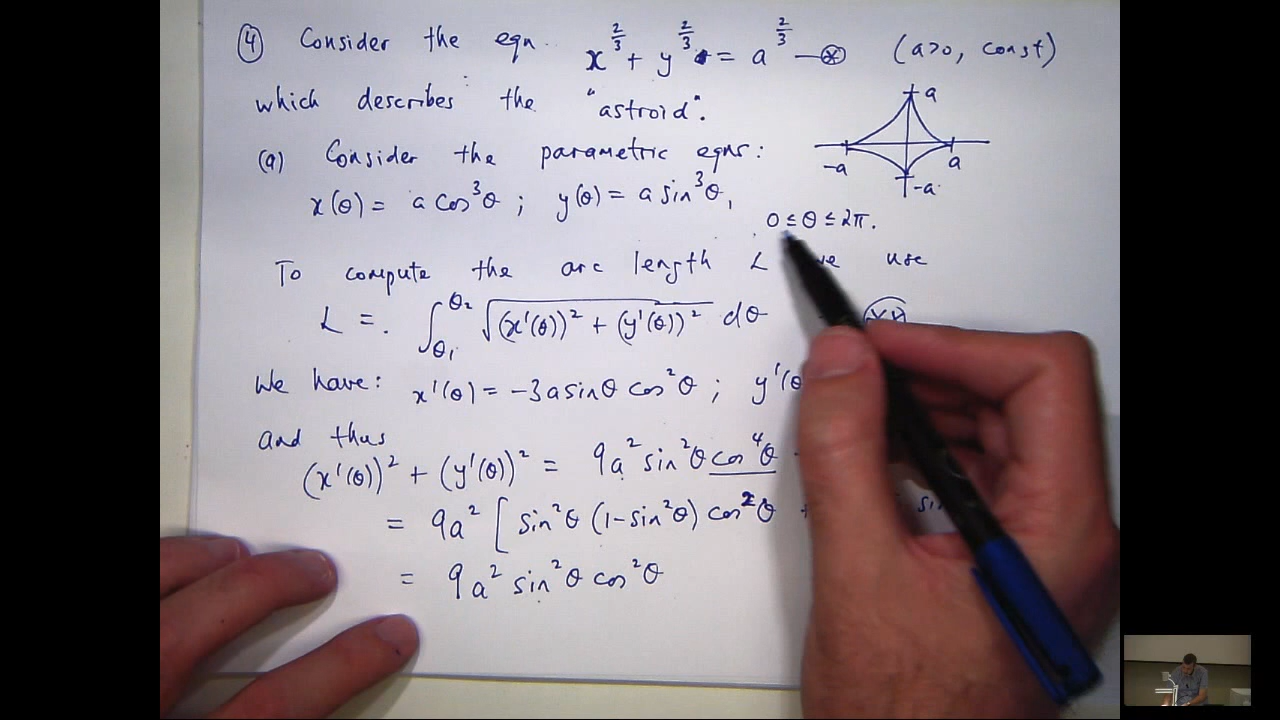 ④ Consider the eqn. x^{2/3} + y^{2/3} = a^{2/3} —⊛ (a>0, const)
which describes the "astroid".
a
-a a
-a
(a) Consider the parametric eqns:
x(θ) = a cos³θ ; y(θ) = a sin³θ,
0 ≤ θ ≤ 2π.
To compute the arc length L we use
L = ∫_{θ₁}^{θ₂} √((x'(θ))² + (y'(θ))²) dθ
We have: x'(θ) = -3a sinθ cos²θ ; y'(θ
and thus
(x'(θ))² + (y'(θ))² = 9a² sin²θ cos⁴θ
= 9a² [ sin²θ (1-sin²θ) cos²θ + sin
= 9a² sin²θ cos²θ